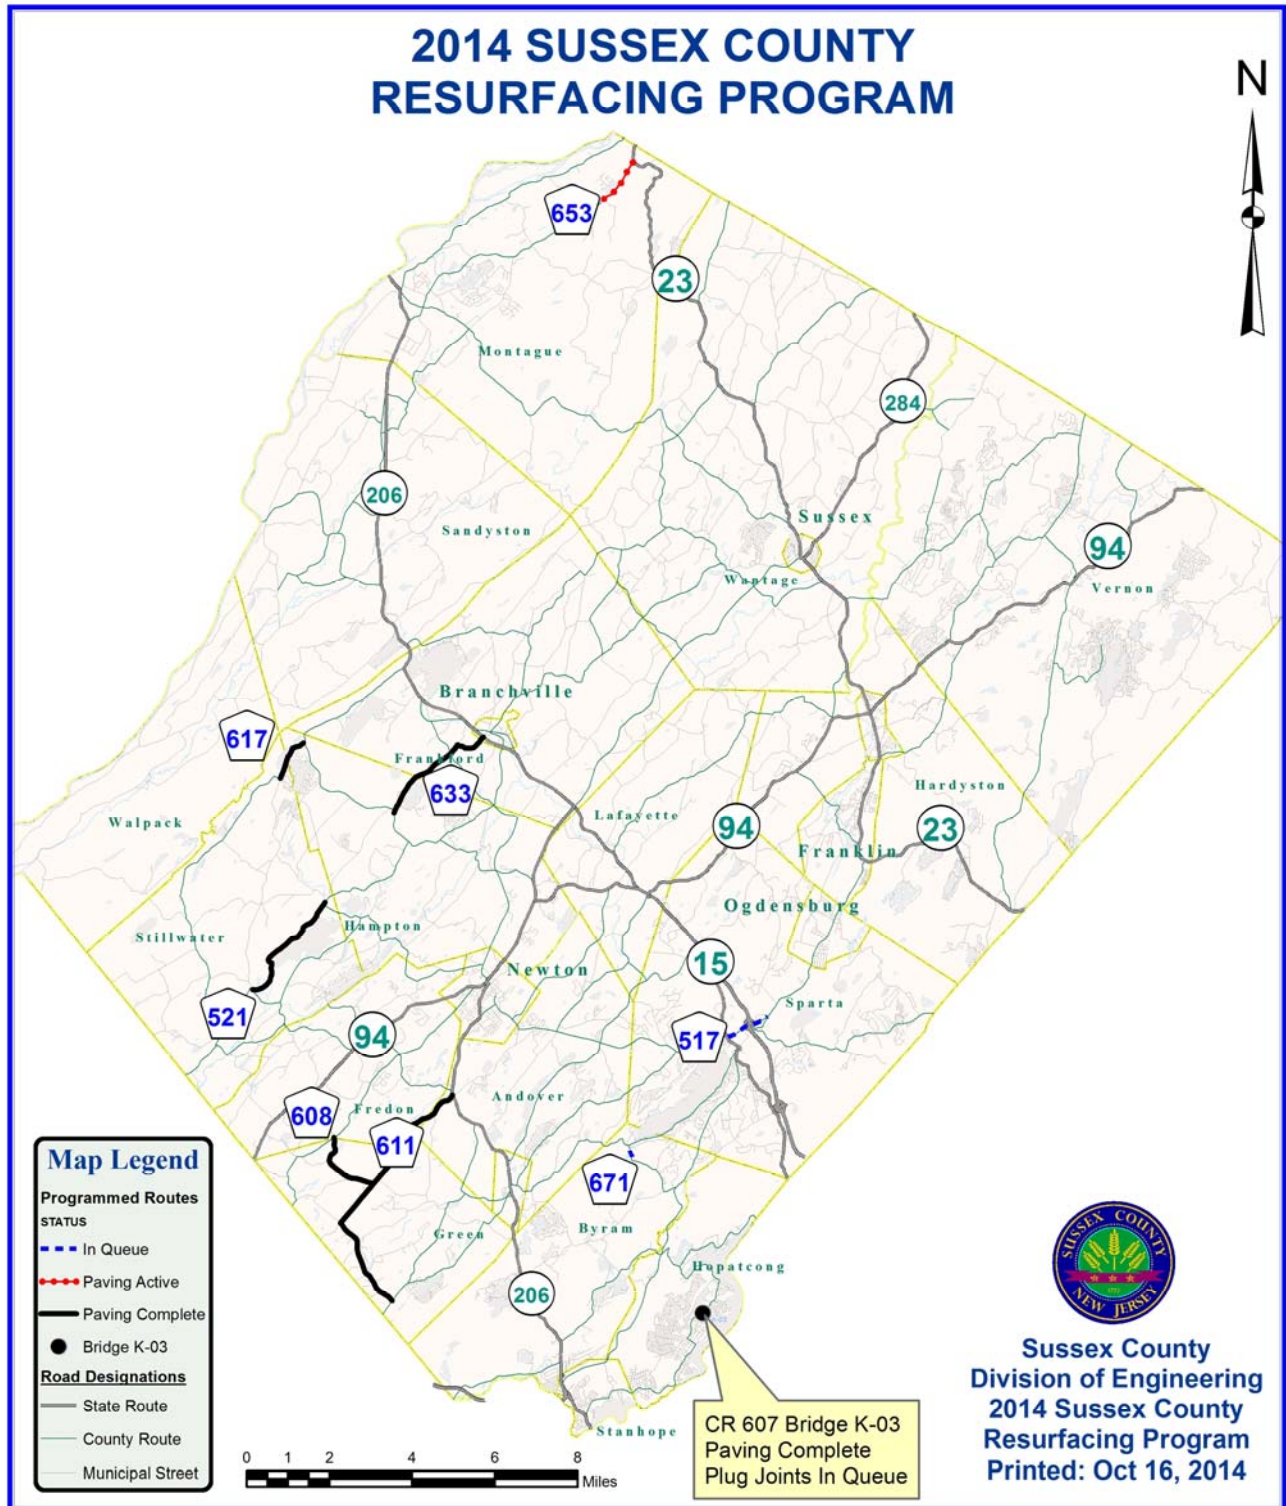 2014 SUSSEX COUNTY
RESURFACING PROGRAM
N
653
23
Montague
284
206
Sussex
Sandyston
94
Wantage
Vernon
Branchville
617
Frankford
633
Hardyston
Lafayette
Walpack
94
23
Franklin
Ogdensburg
Hampton
Stillwater
Newton
15
Sparta
521
517
94
Andover
608
Fredon
611
671
Byram
Green
Hopatcong
206
Stanhope
Map Legend
Programmed Routes
STATUS
In Queue
Paving Active
Paving Complete
Bridge K-03
Road Designations
State Route
County Route
Municipal Street
0 1 2 4 6 8
Miles
CR 607 Bridge K-03
Paving Complete
Plug Joints In Queue
SUSSEX COUNTY
NEW JERSEY
Sussex County
Division of Engineering
2014 Sussex County
Resurfacing Program
Printed: Oct 16, 2014